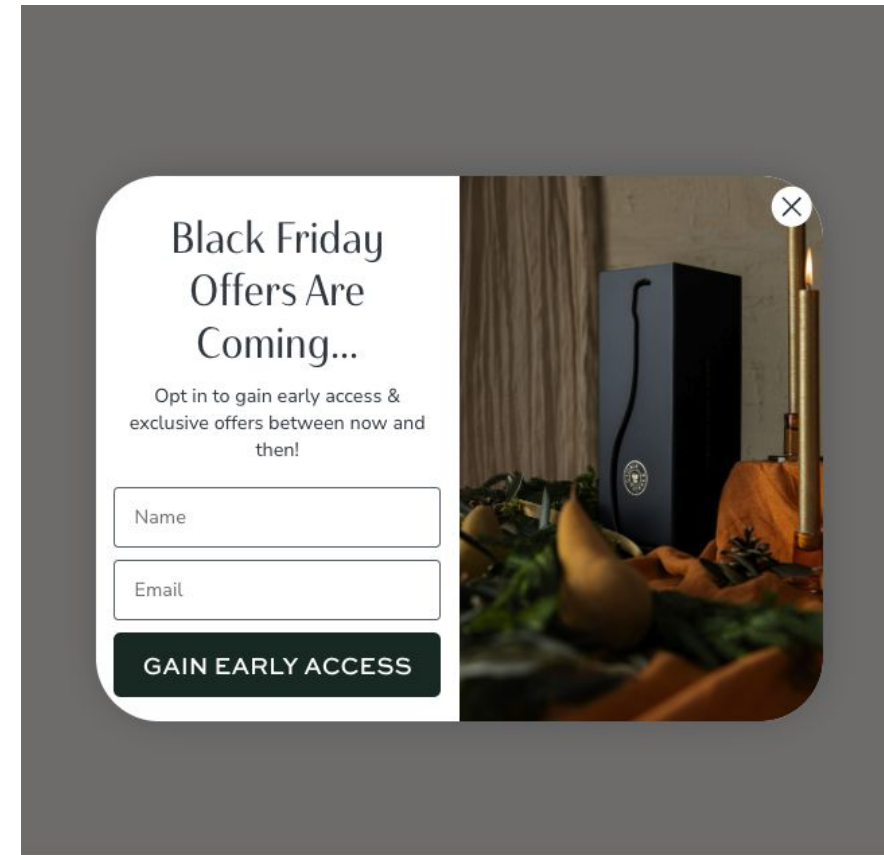 Black Friday
Offers Are
Coming...
Opt in to gain early access &
exclusive offers between now and
then!
Name
Email
GAIN EARLY ACCESS